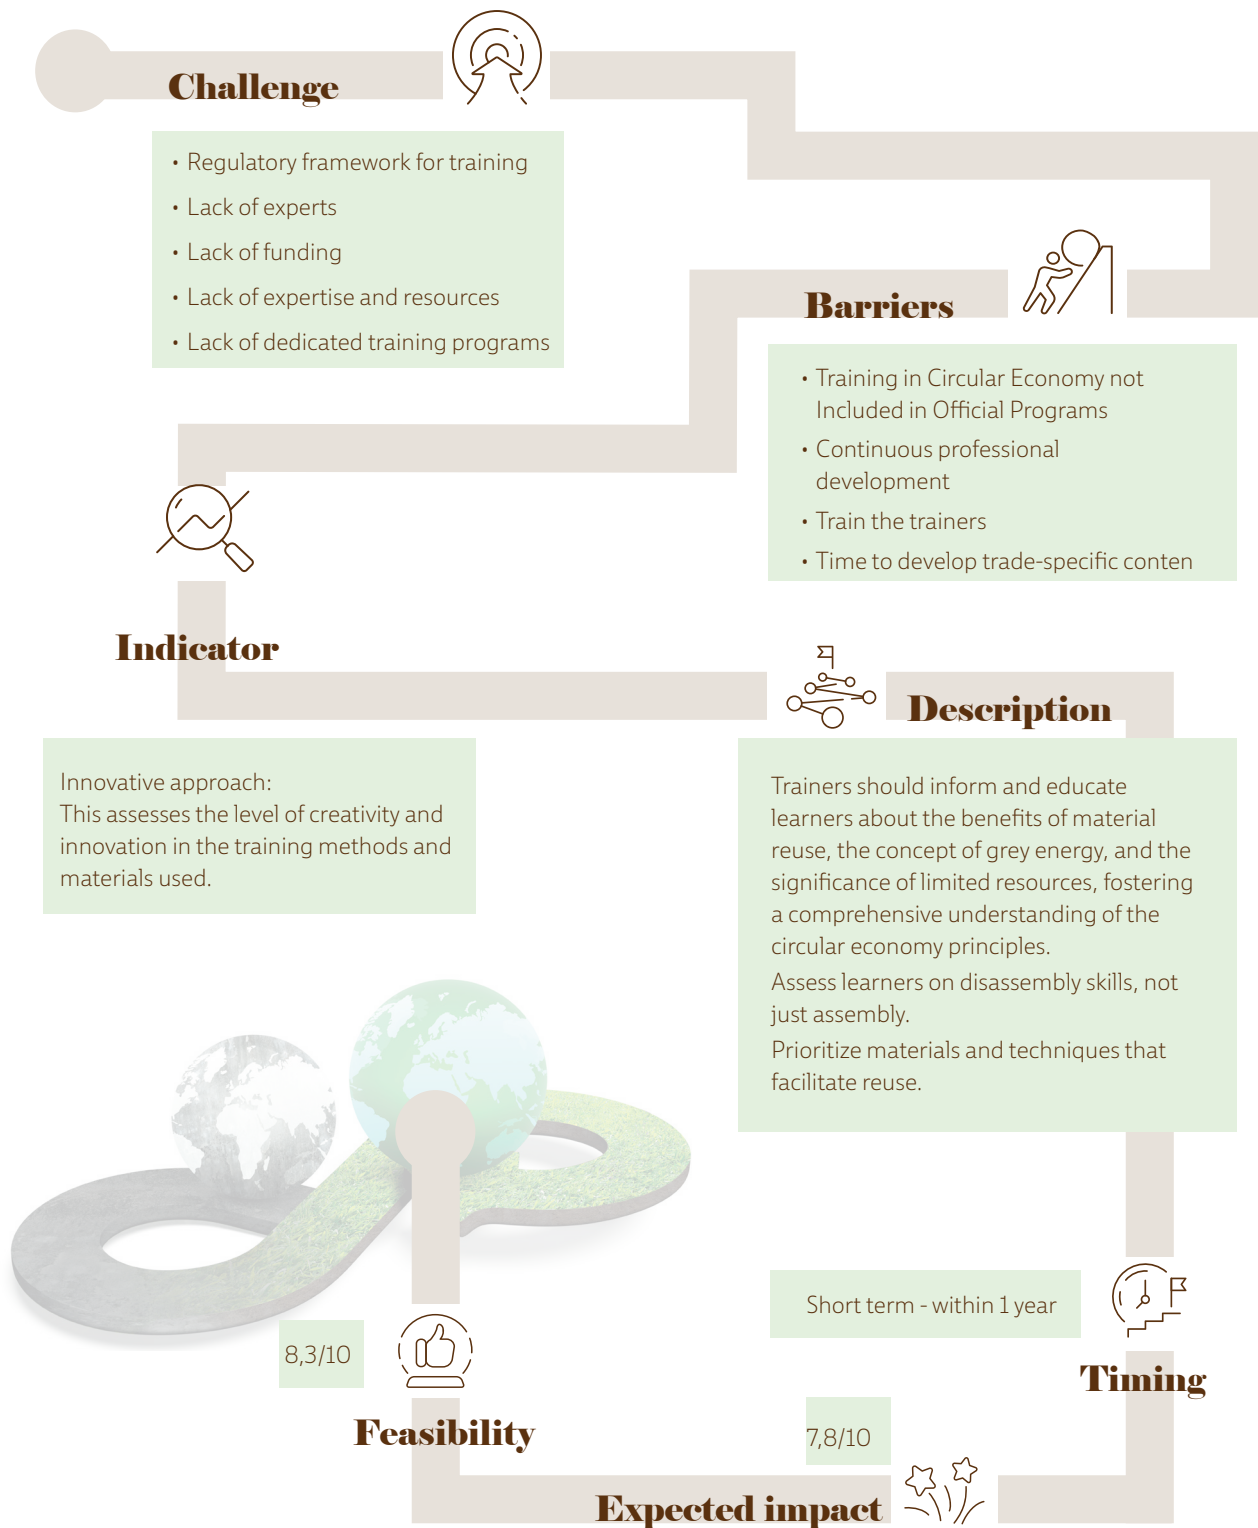 Challenge
• Regulatory framework for training
• Lack of experts
• Lack of funding
• Lack of expertise and resources
• Lack of dedicated training programs
Barriers
• Training in Circular Economy not
Included in Official Programs
• Continuous professional
development
• Train the trainers
• Time to develop trade-specific conten
Indicator
Innovative approach:
This assesses the level of creativity and
innovation in the training methods and
materials used.
Description
Trainers should inform and educate
learners about the benefits of material
reuse, the concept of grey energy, and the
significance of limited resources, fostering
a comprehensive understanding of the
circular economy principles.
Assess learners on disassembly skills, not
just assembly.
Prioritize materials and techniques that
facilitate reuse.
Short term - within 1 year
Timing
7,8/10
Expected impact
8,3/10
Feasibility